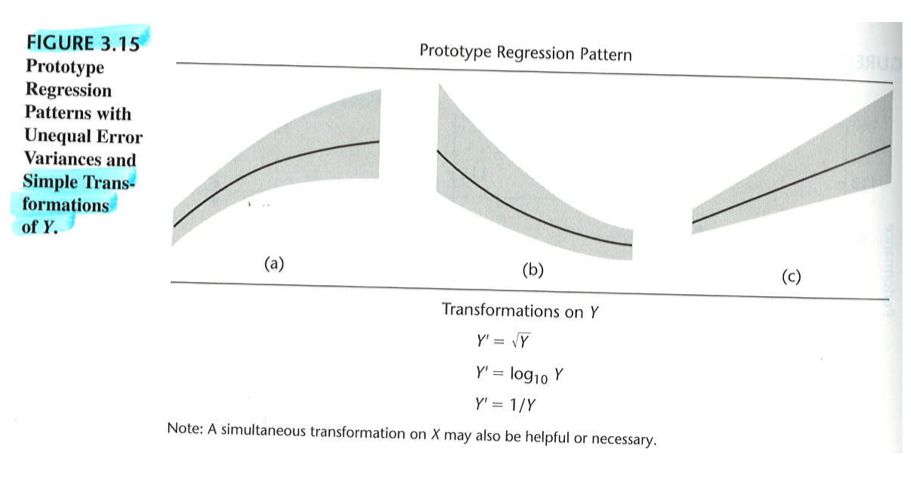 FIGURE 3.15
Prototype
Regression
Patterns with
Unequal Error
Variances and
Simple Trans-
formations
of Y.
Prototype Regression Pattern
(a)
(b)
(c)
Transformations on Y
Y' = √Y
Y' = log₁₀ Y
Y' = 1/Y
Note: A simultaneous transformation on X may also be helpful or necessary.